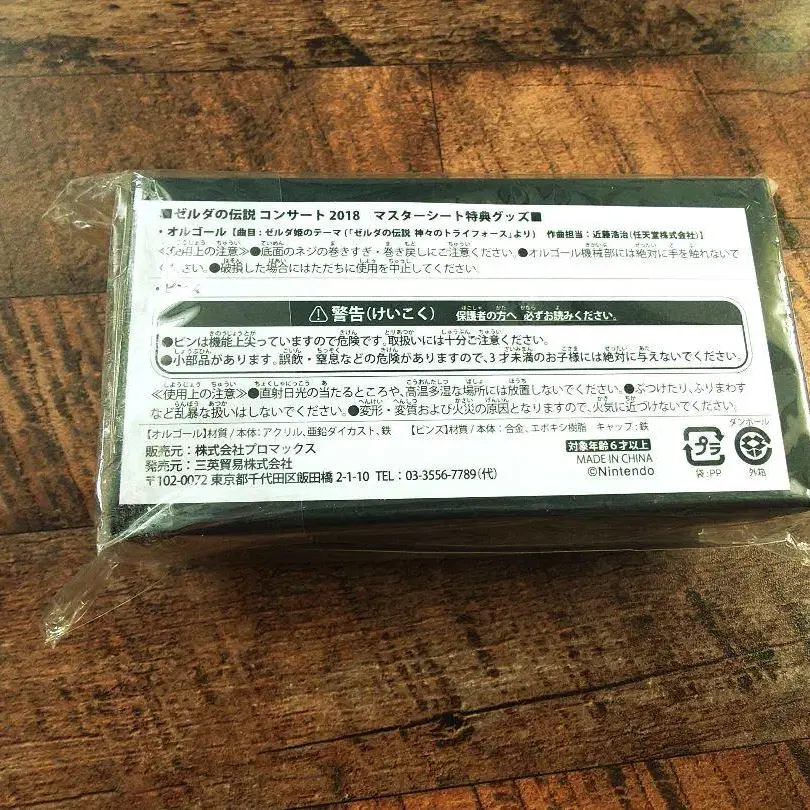 ■ゼルダの伝説 コンサート 2018　マスターシート特典グッズ■
・オルゴール【曲目：ゼルダ姫のテーマ（「ゼルダの伝説 神々のトライフォース」より）　作曲担当：近藤浩治（任天堂株式会社）】
用上の注意≫●底面のネジの巻きすぎ・巻き戻しにご注意ください。●オルゴール機械部には絶対に手を触れないで
ください。●破損した場合にはただちに使用を中止してください。
・ピンズ
⚠警告（けいこく）　保護者の方へ 必ずお読みください。
●ピンは機能上尖っていますので危険です。取扱いには十分ご注意ください。
●小部品があります。誤飲・窒息などの危険がありますので、3才未満のお子様には絶対に与えないでください。
≪使用上の注意≫●直射日光の当たるところや、高温多湿な場所には放置しないでください。●ぶつけたり、ふりまわす
など乱暴な扱いはしないでください。●変形・変質および火災の原因となりますので、火気に近づけないでください。
【オルゴール】材質 / 本体：アクリル、亜鉛ダイカスト、鉄　【ピンズ】材質 / 本体：合金、エポキシ樹脂　キャップ：鉄
販売元：株式会社プロマックス
発売元：三英貿易株式会社
〒102-0072 東京都千代田区飯田橋 2-1-10　TEL：03-3556-7789（代）
対象年齢6才以上
MADE IN CHINA
©Nintendo
プラ
袋：PP
ダンボール
外箱